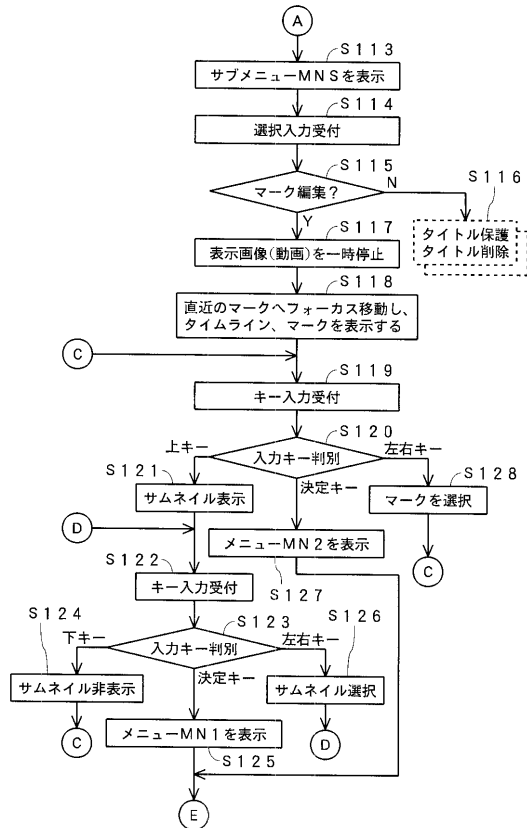 A
S113
サブメニューMNSを表示
S114
選択入力受付
S115
マーク編集?
N
S116
タイトル保護
タイトル削除
Y
S117
表示画像(動画)を一時停止
S118
直近のマークへフォーカス移動し、
タイムライン、マークを表示する
C
S119
キー入力受付
S120
上キー
入力キー判別
左右キー
S121
決定キー
S128
サムネイル表示
マークを選択
D
メニューMN2を表示
C
S122
S127
キー入力受付
S124
S123
S126
下キー
入力キー判別
左右キー
サムネイル非表示
決定キー
サムネイル選択
C
メニューMN1を表示
D
S125
E